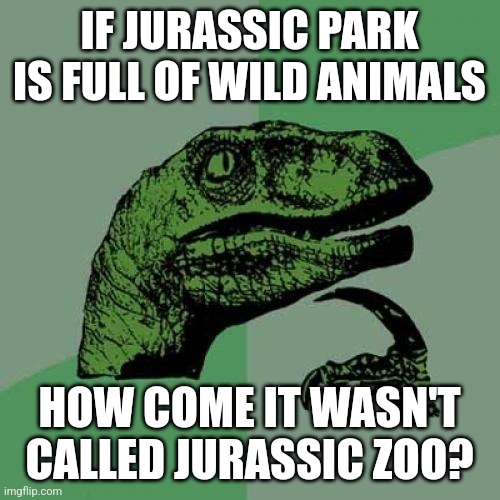 IF JURASSIC PARK
IS FULL OF WILD ANIMALS
HOW COME IT WASN'T
CALLED JURASSIC ZOO?
imgflip.com